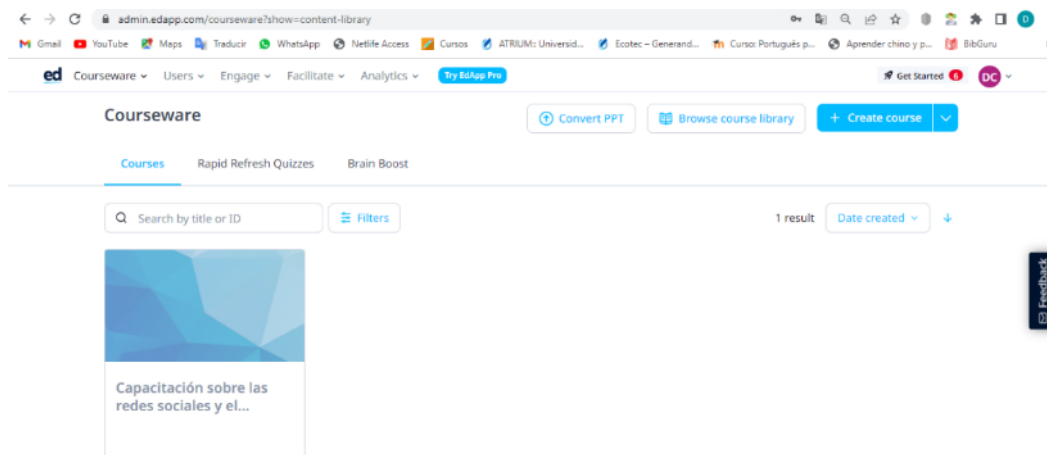 admin.edapp.com/courseware?show=content-library
Gmail YouTube Maps Traducir WhatsApp Netlife Access Cursos ATRIUM:: Universid... Ecotec – Generand... Curso: Portugués p... Aprender chino y p... BibGuru
ed Courseware Users Engage Facilitate Analytics Try EdApp Pro Get Started 6 DC
Courseware Convert PPT Browse course library + Create course
Courses Rapid Refresh Quizzes Brain Boost
Search by title or ID Filters 1 result Date created
Feedback
Capacitación sobre las
redes sociales y el...